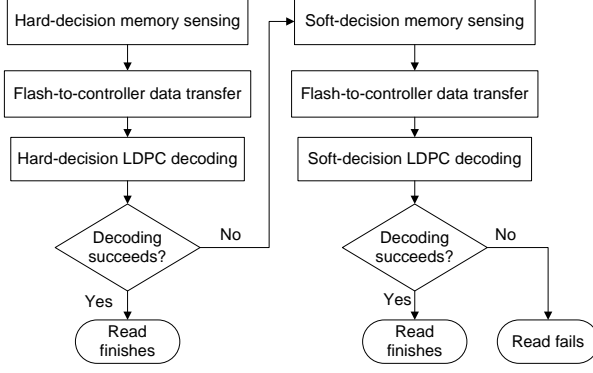 Hard-decision memory sensing
Flash-to-controller data transfer
Hard-decision LDPC decoding
Decoding
succeeds?
No
Yes
Read
finishes
Soft-decision memory sensing
Flash-to-controller data transfer
Soft-decision LDPC decoding
Decoding
succeeds?
No
Yes
Read
finishes
Read fails